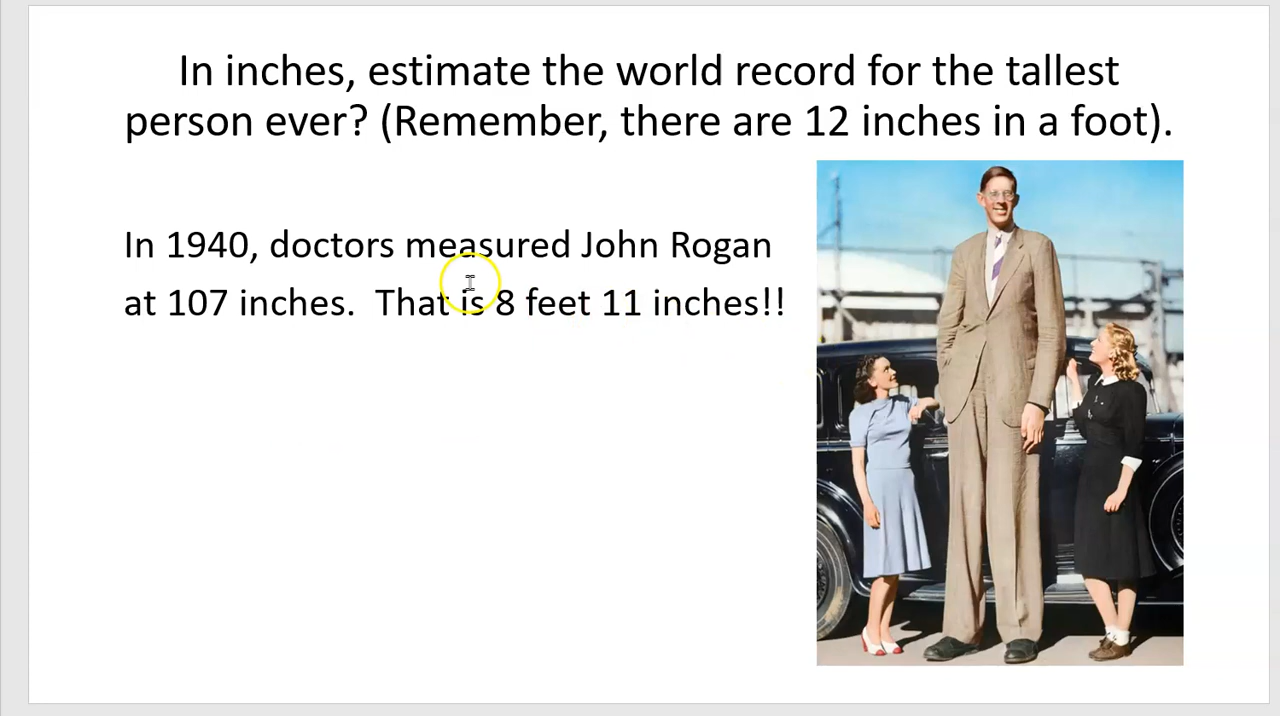 In inches, estimate the world record for the tallest
person ever? (Remember, there are 12 inches in a foot).
In 1940, doctors measured John Rogan
at 107 inches.  That is 8 feet 11 inches!!